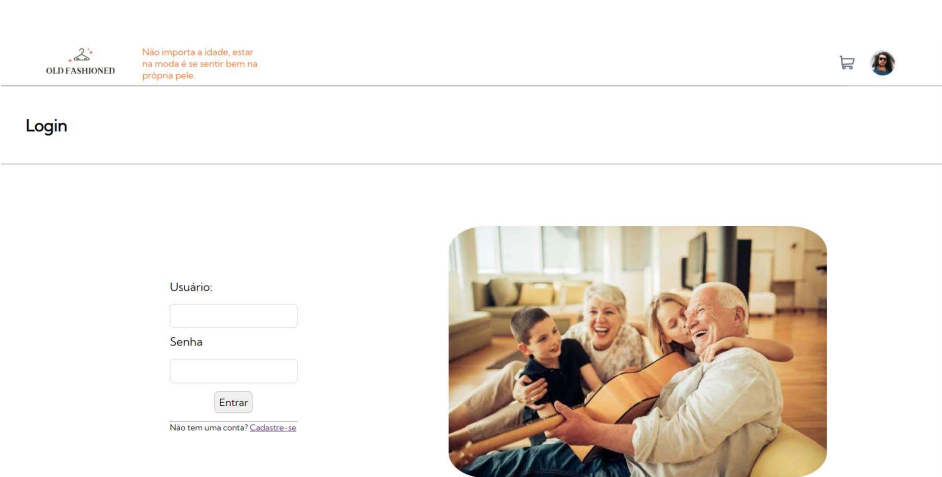 OLD FASHIONED
Não importa a idade, estar
na moda é se sentir bem na
própria pele.
Login
Usuário:
Senha
Entrar
Não tem uma conta? Cadastre-se